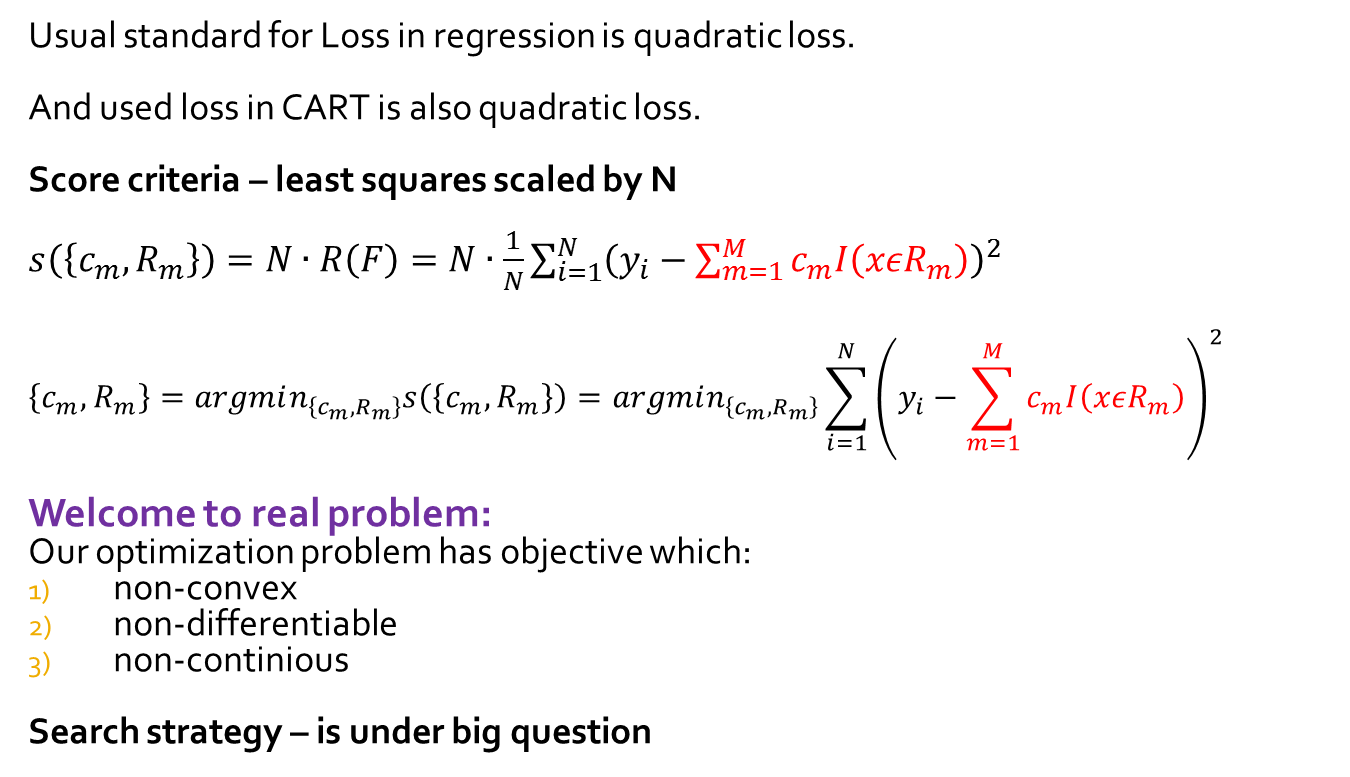 Usual standard for Loss in regression is quadratic loss.
And used loss in CART is also quadratic loss.
Score criteria – least squares scaled by N
s({c_m, R_m}) = N · R(F) = N · \frac{1}{N} ∑_{i=1}^{N} (y_i − ∑_{m=1}^{M} c_m I(xϵR_m))^2
{c_m, R_m} = argmin_{{c_m,R_m}} s({c_m, R_m}) = argmin_{{c_m,R_m}} ∑_{i=1}^{N} (y_i − ∑_{m=1}^{M} c_m I(xϵR_m))^2
Welcome to real problem:
Our optimization problem has objective which:
1) non-convex
2) non-differentiable
3) non-continious
Search strategy – is under big question